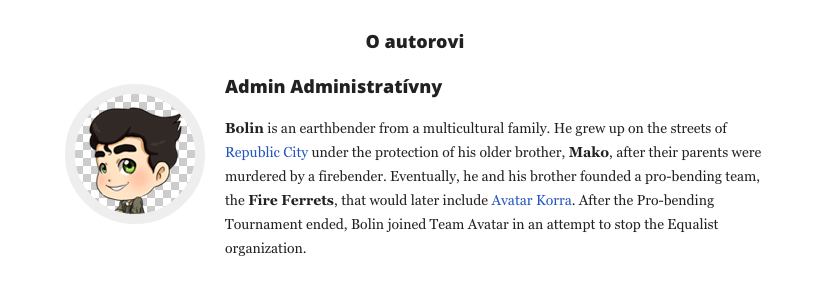 O autorovi
Admin Administratívny
Bolin is an earthbender from a multicultural family. He grew up on the streets of
Republic City under the protection of his older brother, Mako, after their parents were
murdered by a firebender. Eventually, he and his brother founded a pro-bending team,
the Fire Ferrets, that would later include Avatar Korra. After the Pro-bending
Tournament ended, Bolin joined Team Avatar in an attempt to stop the Equalist
organization.